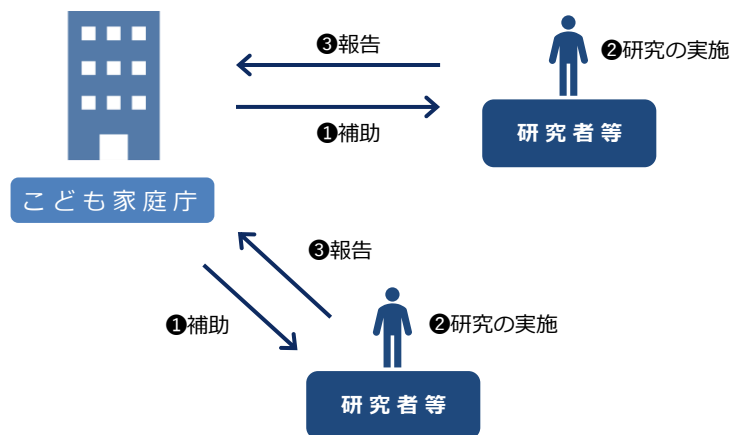 ❸報告
❷研究の実施
❶補助
研究者等
こども家庭庁
❸報告
❶補助
❷研究の実施
研究者等